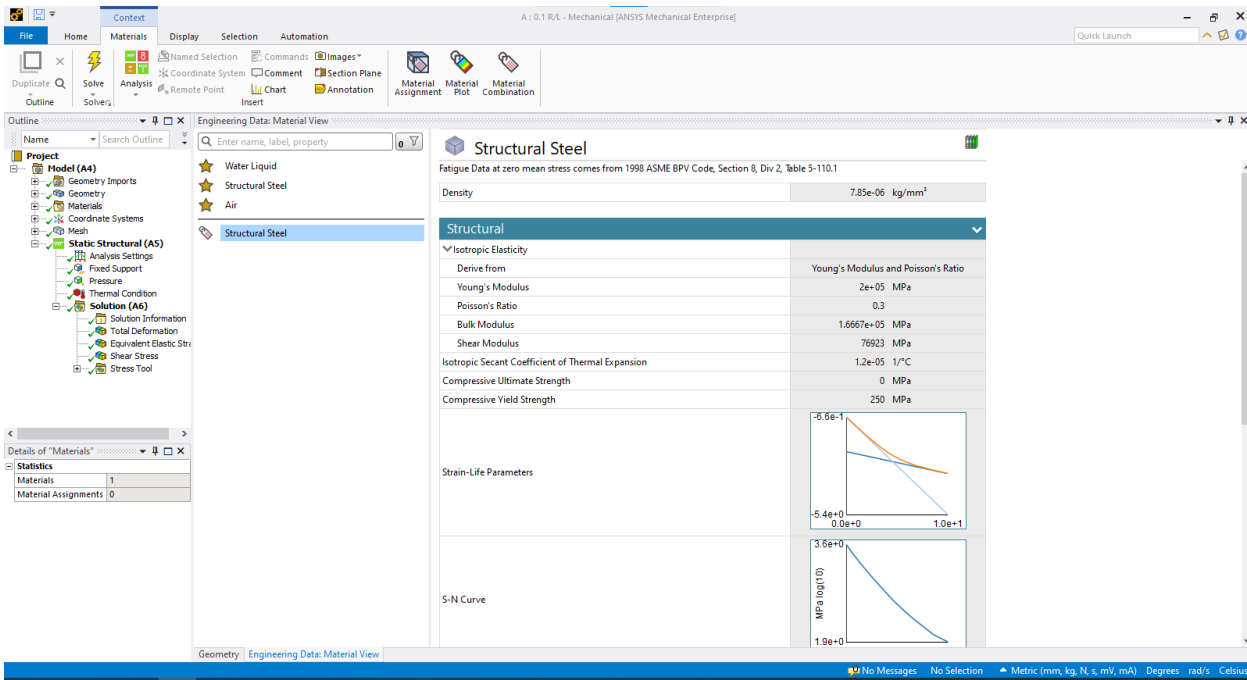 Context
A : 0.1 R/L - Mechanical [ANSYS Mechanical Enterprise]
File Home Materials Display Selection Automation
Quick Launch
Named Selection Commands Images
Coordinate System Comment Section Plane
Remote Point Chart Annotation
Duplicate Solve Analysis
Material Assignment Material Plot Material Combination
Outline Solver Insert
Outline
Engineering Data: Material View
Name Search Outline
Project
Model (A4)
Geometry Imports
Geometry
Materials
Coordinate Systems
Mesh
Static Structural (A5)
Analysis Settings
Fixed Support
Pressure
Thermal Condition
Solution (A6)
Solution Information
Total Deformation
Equivalent Elastic Stra
Shear Stress
Stress Tool
Details of "Materials"
Statistics
Materials 1
Material Assignments 0
Enter name, label, property
0
Water Liquid
Structural Steel
Air
Structural Steel
Structural Steel
Fatigue Data at zero mean stress comes from 1998 ASME BPV Code, Section 8, Div 2, Table 5-110.1
Density 7.85e-06 kg/mm³
Structural
Isotropic Elasticity
Derive from Young's Modulus and Poisson's Ratio
Young's Modulus 2e+05 MPa
Poisson's Ratio 0.3
Bulk Modulus 1.6667e+05 MPa
Shear Modulus 76923 MPa
Isotropic Secant Coefficient of Thermal Expansion 1.2e-05 1/°C
Compressive Ultimate Strength 0 MPa
Compressive Yield Strength 250 MPa
Strain-Life Parameters
-6.6e-1
-5.4e+0
0.0e+0 1.0e+1
S-N Curve
3.6e+0
MPa log(10)
1.9e+0
Geometry Engineering Data: Material View
No Messages No Selection Metric (mm, kg, N, s, mV, mA) Degrees rad/s Celsius